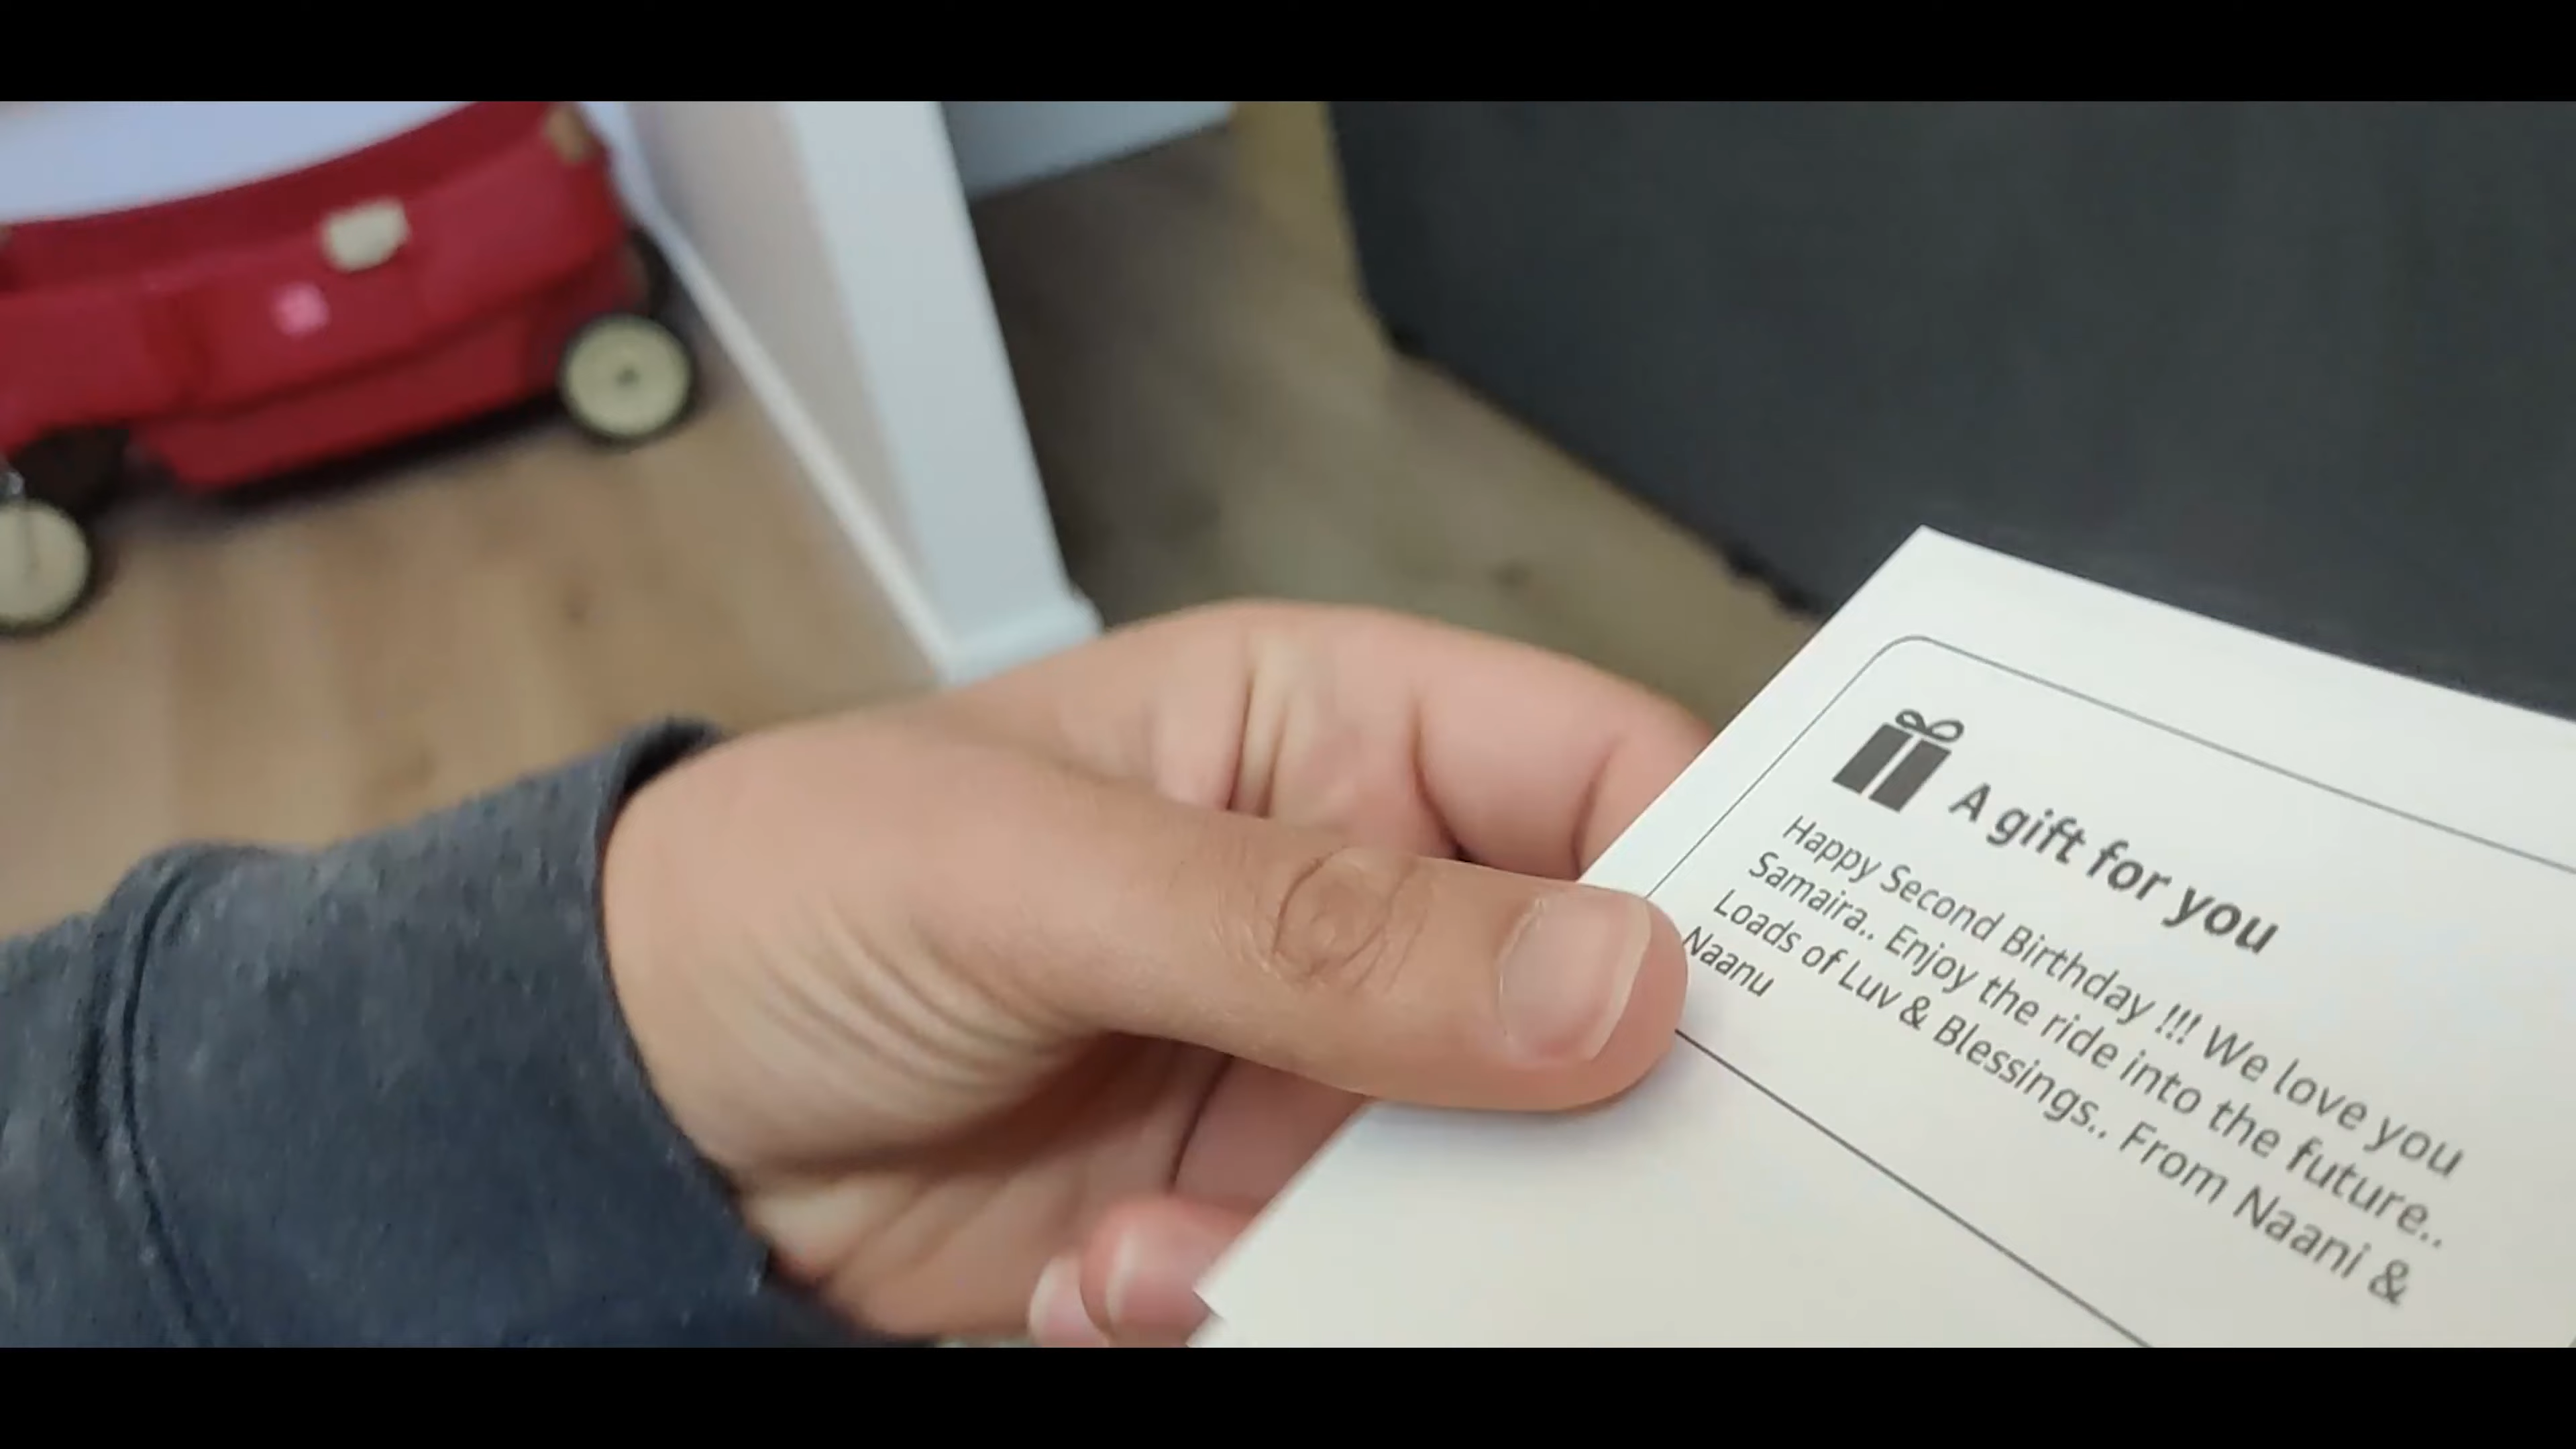 A gift for you
Happy Second Birthday !!! We love you
Samaira.. Enjoy the ride into the future..
Loads of Luv & Blessings.. From Naani &
Naanu